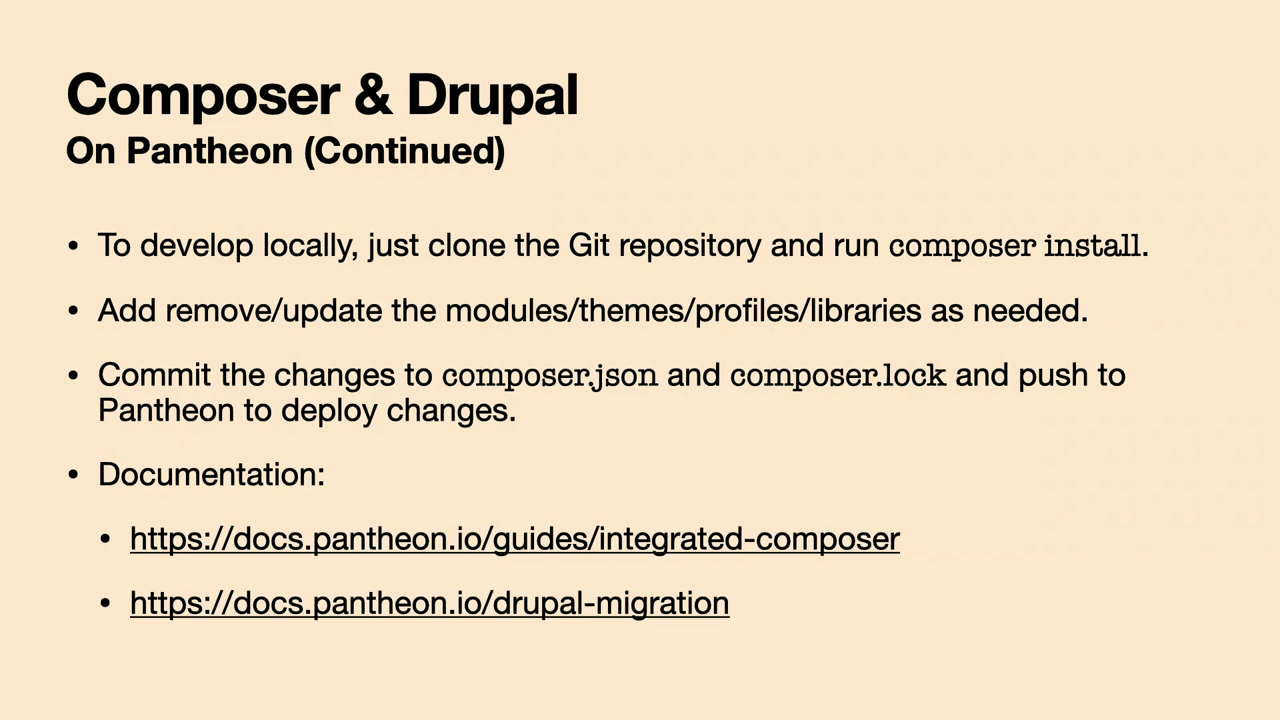 Composer & Drupal
On Pantheon (Continued)
• To develop locally, just clone the Git repository and run composer install.
• Add remove/update the modules/themes/profiles/libraries as needed.
• Commit the changes to composer.json and composer.lock and push to
Pantheon to deploy changes.
• Documentation:
• https://docs.pantheon.io/guides/integrated-composer
• https://docs.pantheon.io/drupal-migration